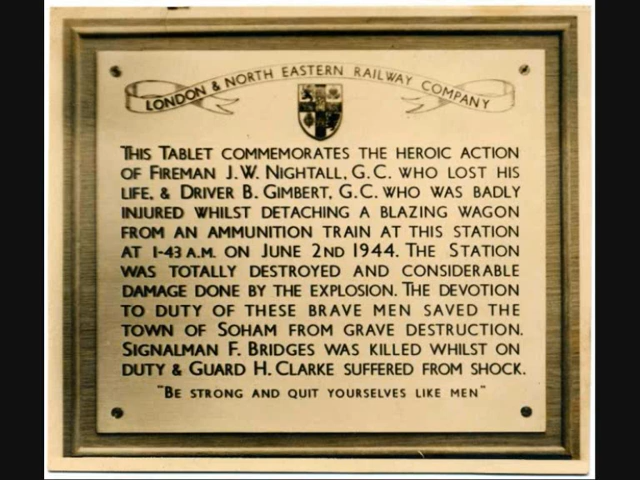 LONDON & NORTH EASTERN RAILWAY COMPANY
THIS TABLET COMMEMORATES THE HEROIC ACTION
OF FIREMAN J.W. NIGHTALL, G.C. WHO LOST HIS
LIFE, & DRIVER B. GIMBERT, G.C. WHO WAS BADLY
INJURED WHILST DETACHING A BLAZING WAGON
FROM AN AMMUNITION TRAIN AT THIS STATION
AT 1-43 A.M. ON JUNE 2ND 1944. THE STATION
WAS TOTALLY DESTROYED AND CONSIDERABLE
DAMAGE DONE BY THE EXPLOSION. THE DEVOTION
TO DUTY OF THESE BRAVE MEN SAVED THE
TOWN OF SOHAM FROM GRAVE DESTRUCTION.
SIGNALMAN F. BRIDGES WAS KILLED WHILST ON
DUTY & GUARD H. CLARKE SUFFERED FROM SHOCK.
"BE STRONG AND QUIT YOURSELVES LIKE MEN"